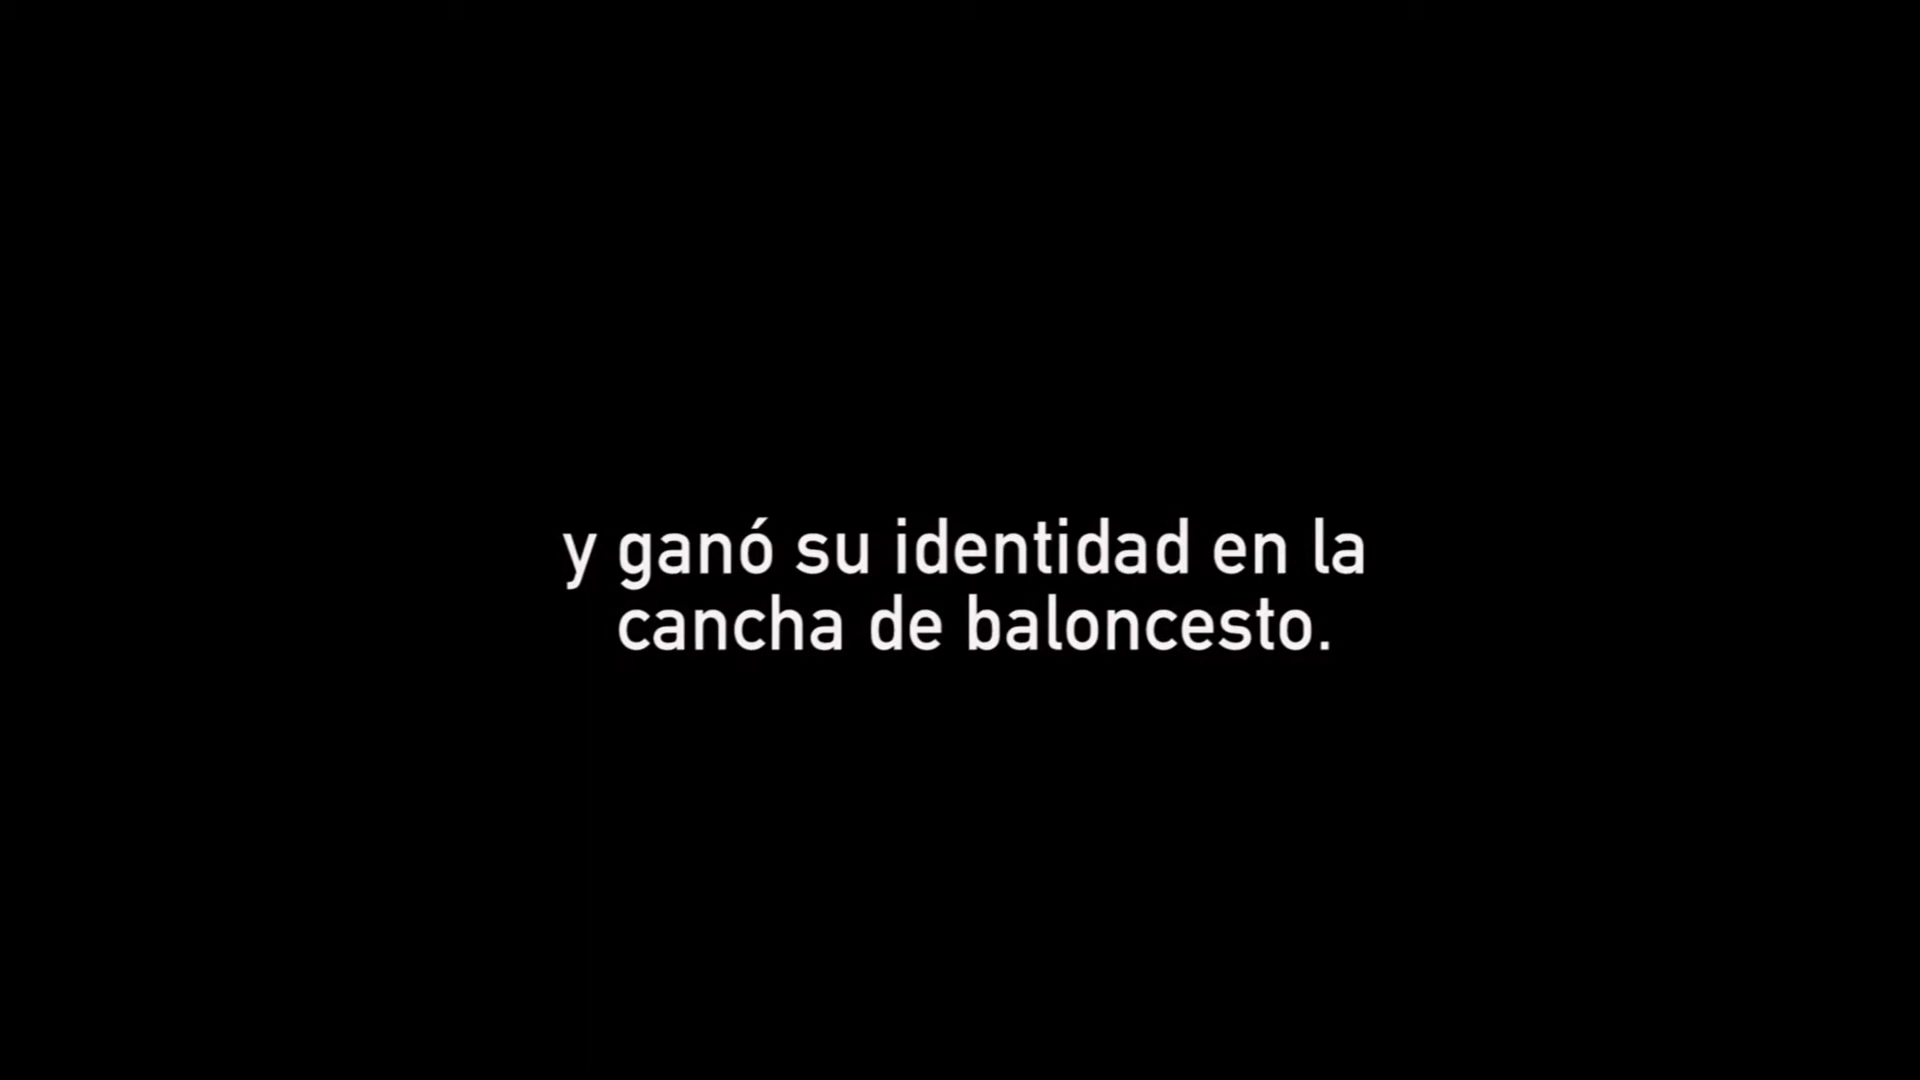 y ganó su identidad en la
cancha de baloncesto.